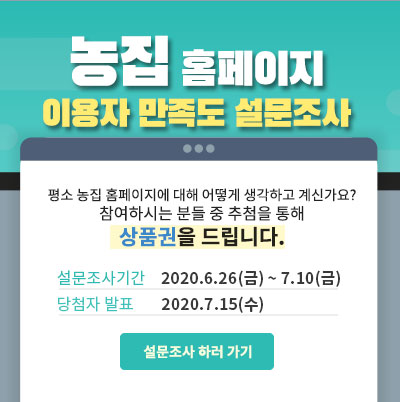 농집 홈페이지
이용자 만족도 설문조사
평소 농집 홈페이지에 대해 어떻게 생각하고 계신가요?
참여하시는 분들 중 추첨을 통해
상품권을 드립니다.
설문조사기간 2020.6.26(금) ~ 7.10(금)
당첨자 발표 2020.7.15(수)
설문조사 하러 가기